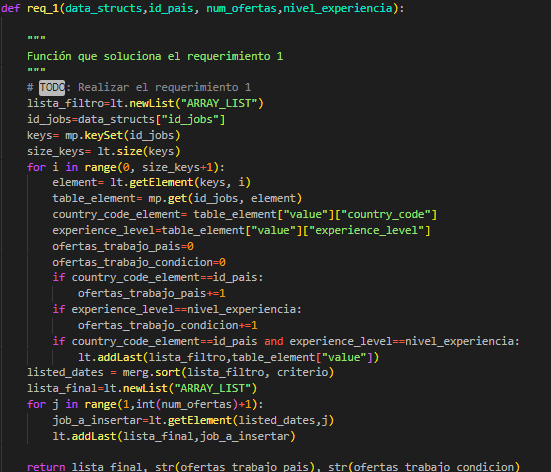 def req_1(data_structs,id_pais, num_ofertas,nivel_experiencia):
"""
Función que soluciona el requerimiento 1
"""
# TODO: Realizar el requerimiento 1
lista_filtro=lt.newList("ARRAY_LIST")
id_jobs=data_structs["id_jobs"]
keys= mp.keySet(id_jobs)
size_keys= lt.size(keys)
for i in range(0, size_keys+1):
element= lt.getElement(keys, i)
table_element= mp.get(id_jobs, element)
country_code_element= table_element["value"]["country_code"]
experience_level=table_element["value"]["experience_level"]
ofertas_trabajo_pais=0
ofertas_trabajo_condicion=0
if country_code_element==id_pais:
ofertas_trabajo_pais+=1
if experience_level==nivel_experiencia:
ofertas_trabajo_condicion+=1
if country_code_element==id_pais and experience_level==nivel_experiencia:
lt.addLast(lista_filtro,table_element["value"])
listed_dates = merg.sort(lista_filtro, criterio)
lista_final=lt.newList("ARRAY_LIST")
for j in range(1,int(num_ofertas)+1):
job_a_insertar=lt.getElement(listed_dates,j)
lt.addLast(lista_final,job_a_insertar)
return lista_final, str(ofertas_trabajo_pais), str(ofertas_trabajo_condicion)